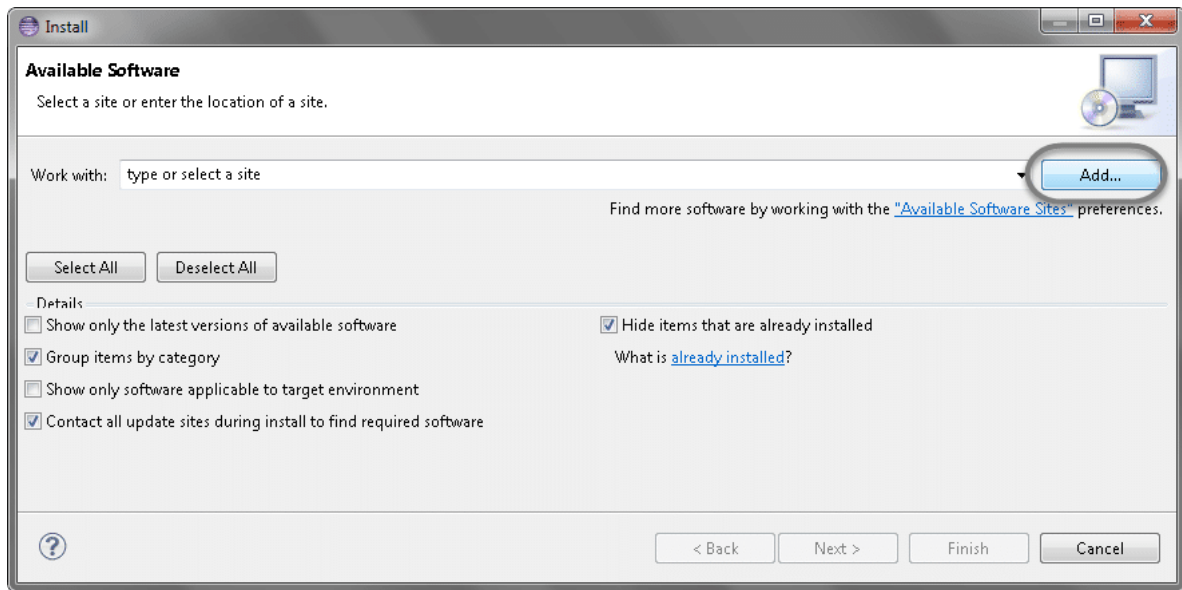 Install
Available Software
Select a site or enter the location of a site.
Work with: type or select a site Add...
Find more software by working with the "Available Software Sites" preferences.
Select All Deselect All
Details
Show only the latest versions of available software Hide items that are already installed
Group items by category What is already installed?
Show only software applicable to target environment
Contact all update sites during install to find required software
? < Back Next > Finish Cancel